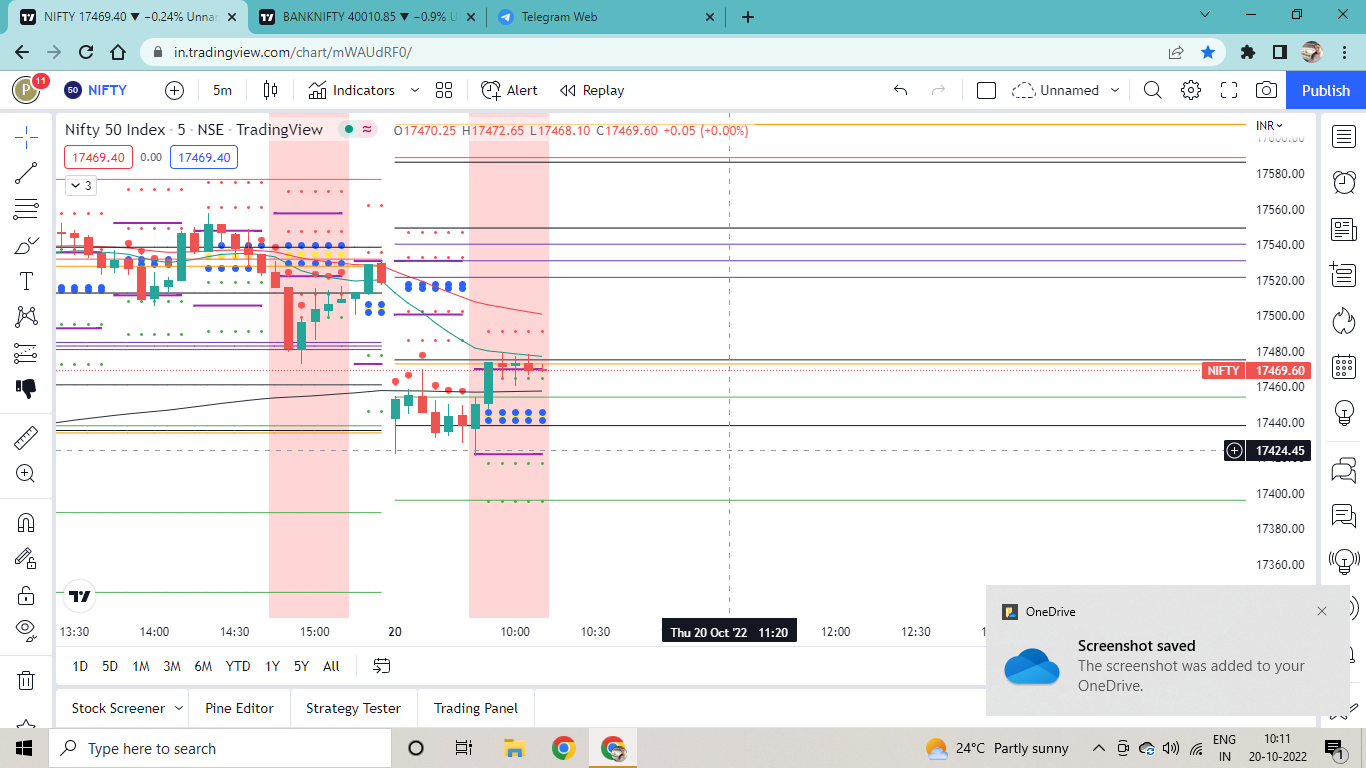 NIFTY 17469.40 ▼ −0.24% Unnar
BANKNIFTY 40010.85 ▼ −0.9% U
Telegram Web
in.tradingview.com/chart/mWAUdRF0/
P
11
50
NIFTY
5m
Indicators
Alert
Replay
Unnamed
Publish
Nifty 50 Index · 5 · NSE · TradingView
O17470.25 H17472.65 L17468.10 C17469.60 +0.05 (+0.00%)
INR
17469.40
0.00
17469.40
3
17600.00
17580.00
17560.00
17540.00
17520.00
17500.00
17480.00
NIFTY
17469.60
17460.00
17440.00
17424.45
17400.00
17380.00
17360.00
13:30
14:00
14:30
15:00
20
10:00
10:30
Thu 20 Oct '22 11:20
12:00
12:30
1D
5D
1M
3M
6M
YTD
1Y
5Y
All
OneDrive
Screenshot saved
The screenshot was added to your
OneDrive.
Stock Screener
Pine Editor
Strategy Tester
Trading Panel
Type here to search
24°C Partly sunny
ENG
IN
10:11
20-10-2022
1